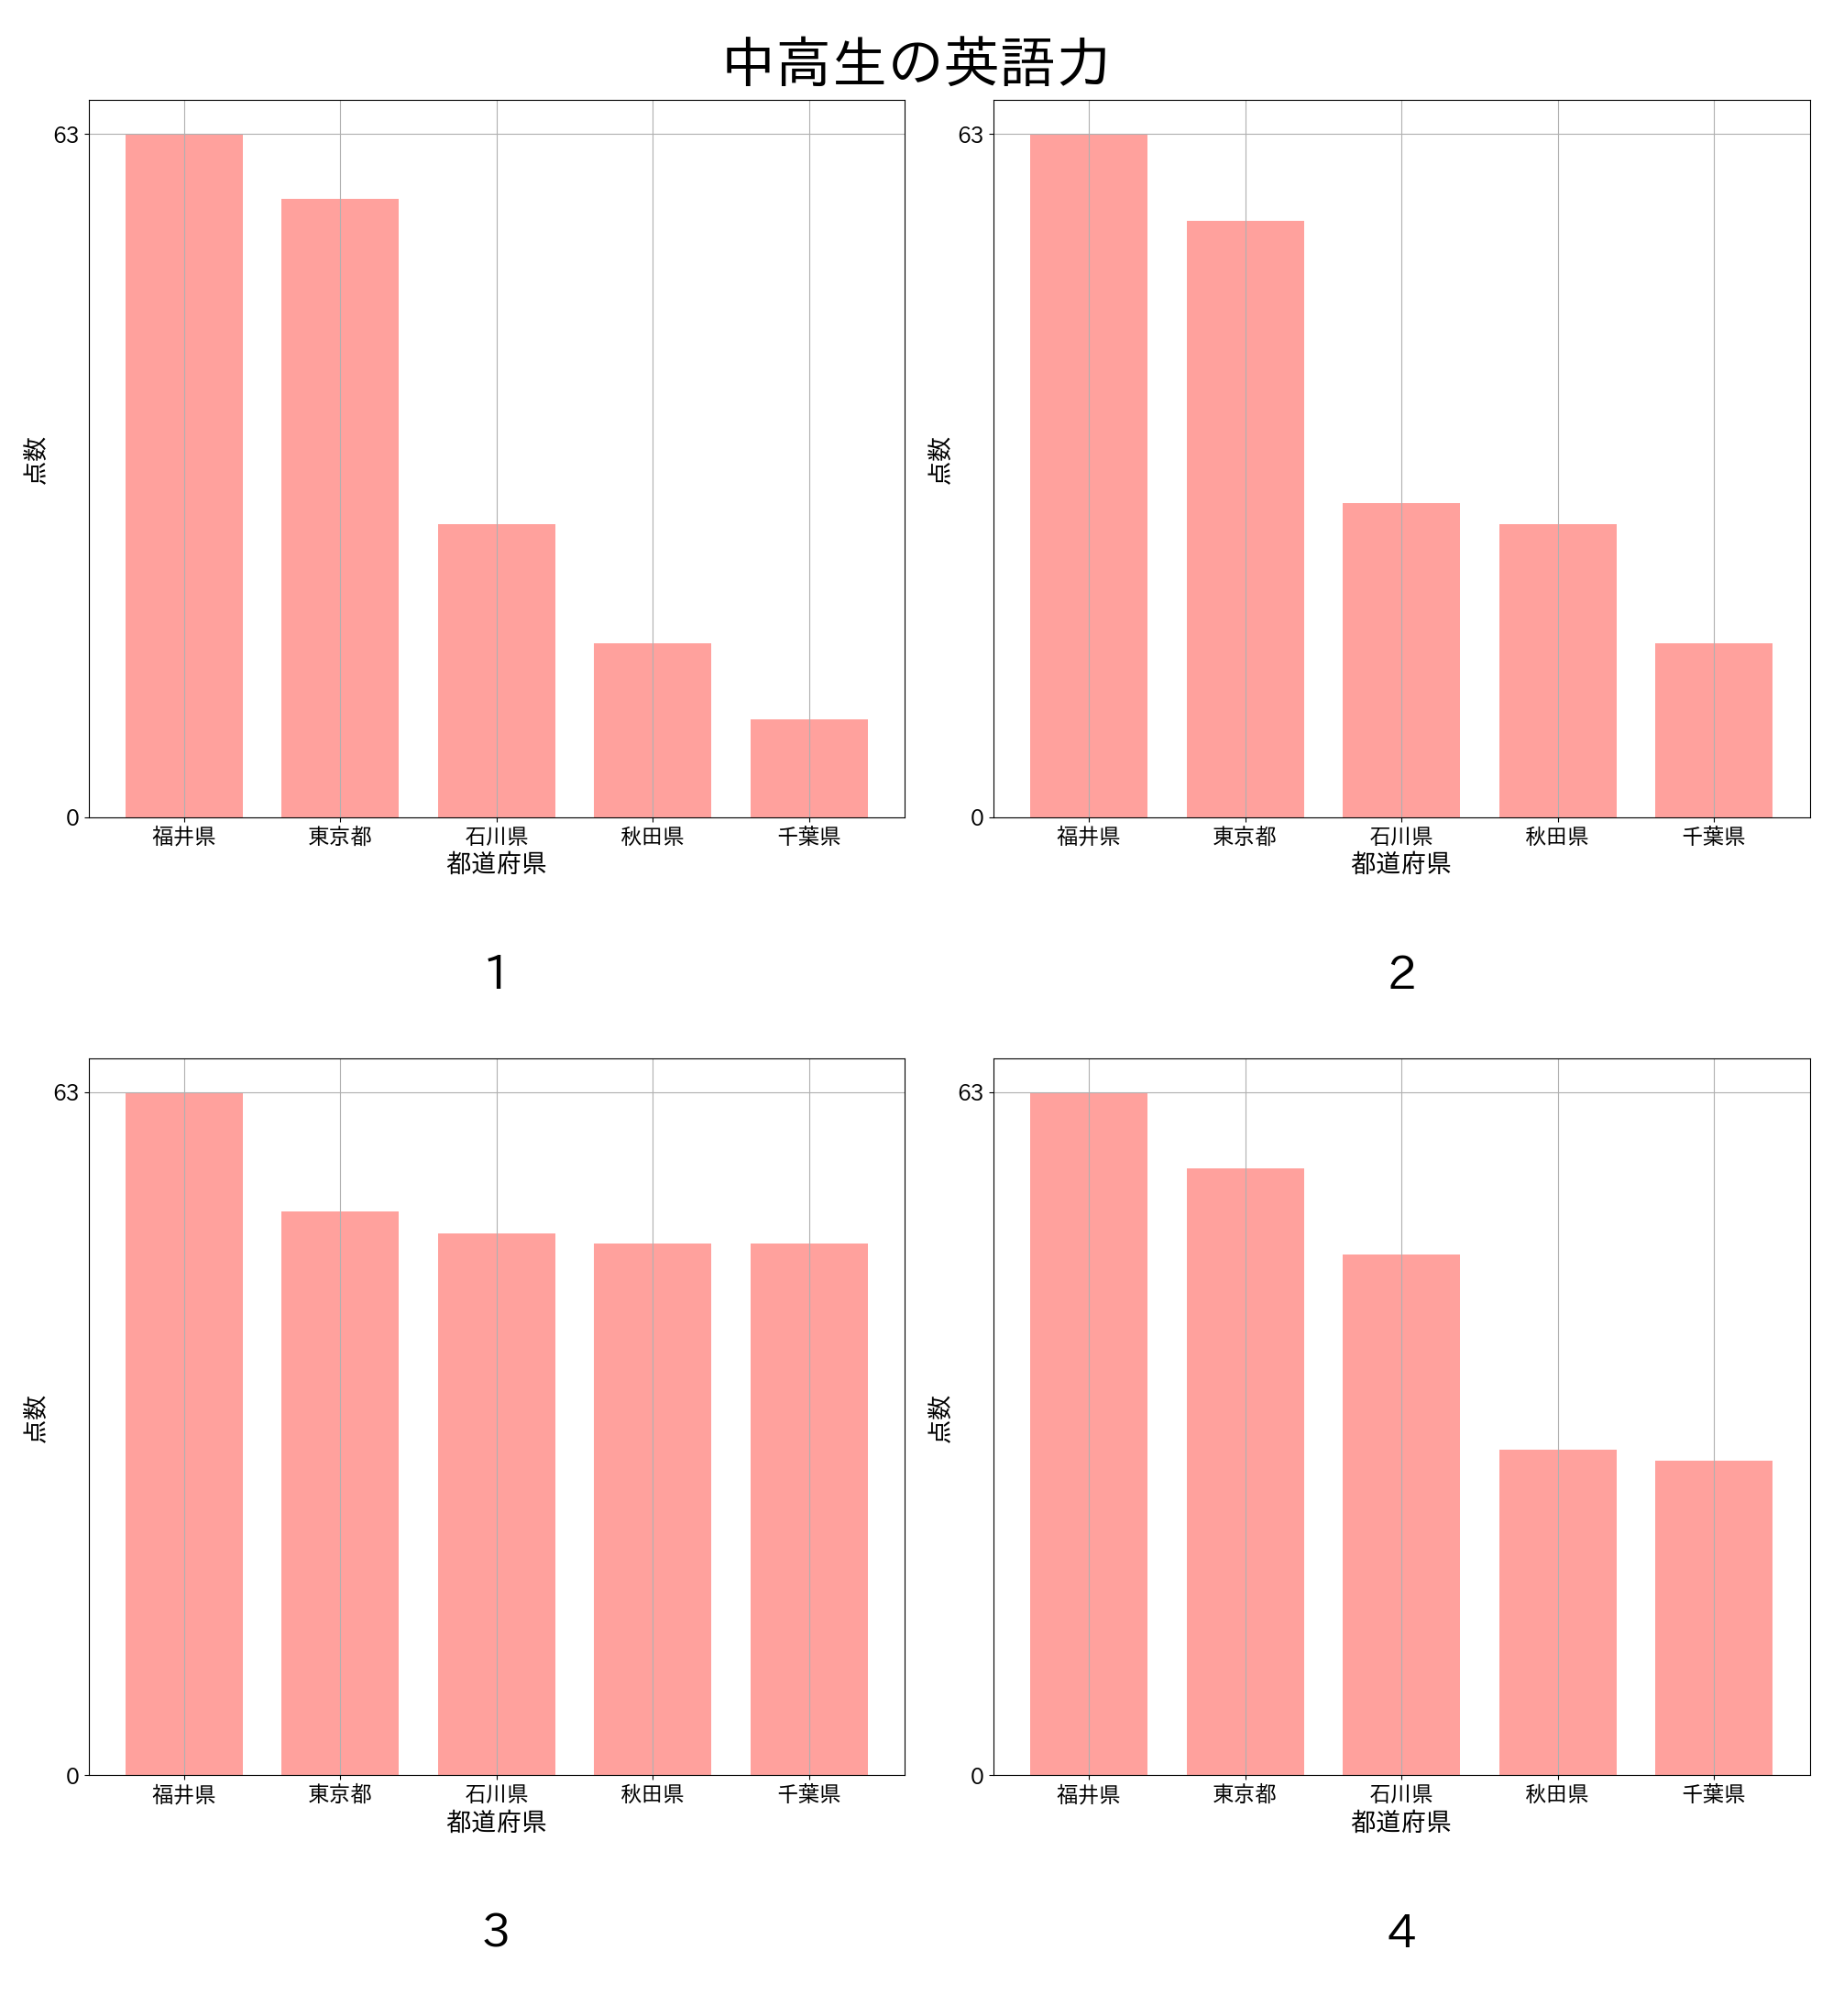 中高生の英語力
63
0
点数
福井県 東京都 石川県 秋田県 千葉県
都道府県
1
63
0
点数
福井県 東京都 石川県 秋田県 千葉県
都道府県
2
63
0
点数
福井県 東京都 石川県 秋田県 千葉県
都道府県
3
63
0
点数
福井県 東京都 石川県 秋田県 千葉県
都道府県
4